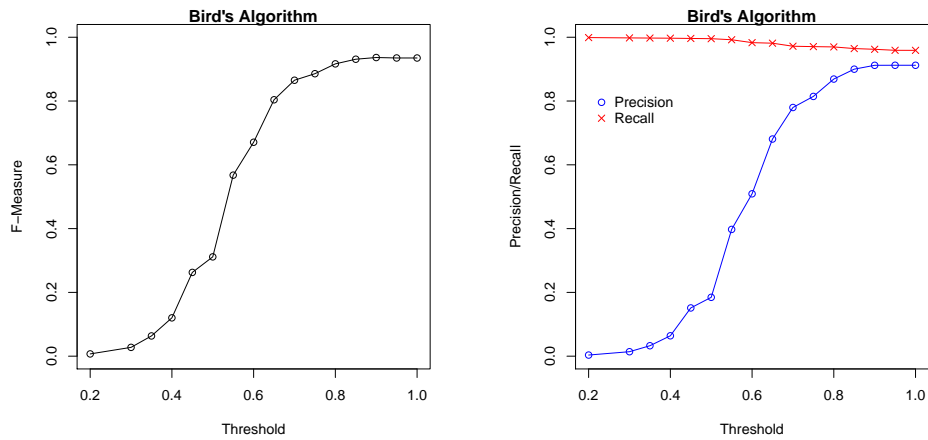 Bird's Algorithm
F−Measure
1.0
0.8
0.6
0.4
0.2
0.0
0.2 0.4 0.6 0.8 1.0
Threshold
Bird's Algorithm
Precision/Recall
1.0
0.8
0.6
0.4
0.2
0.0
Precision
Recall
0.2 0.4 0.6 0.8 1.0
Threshold